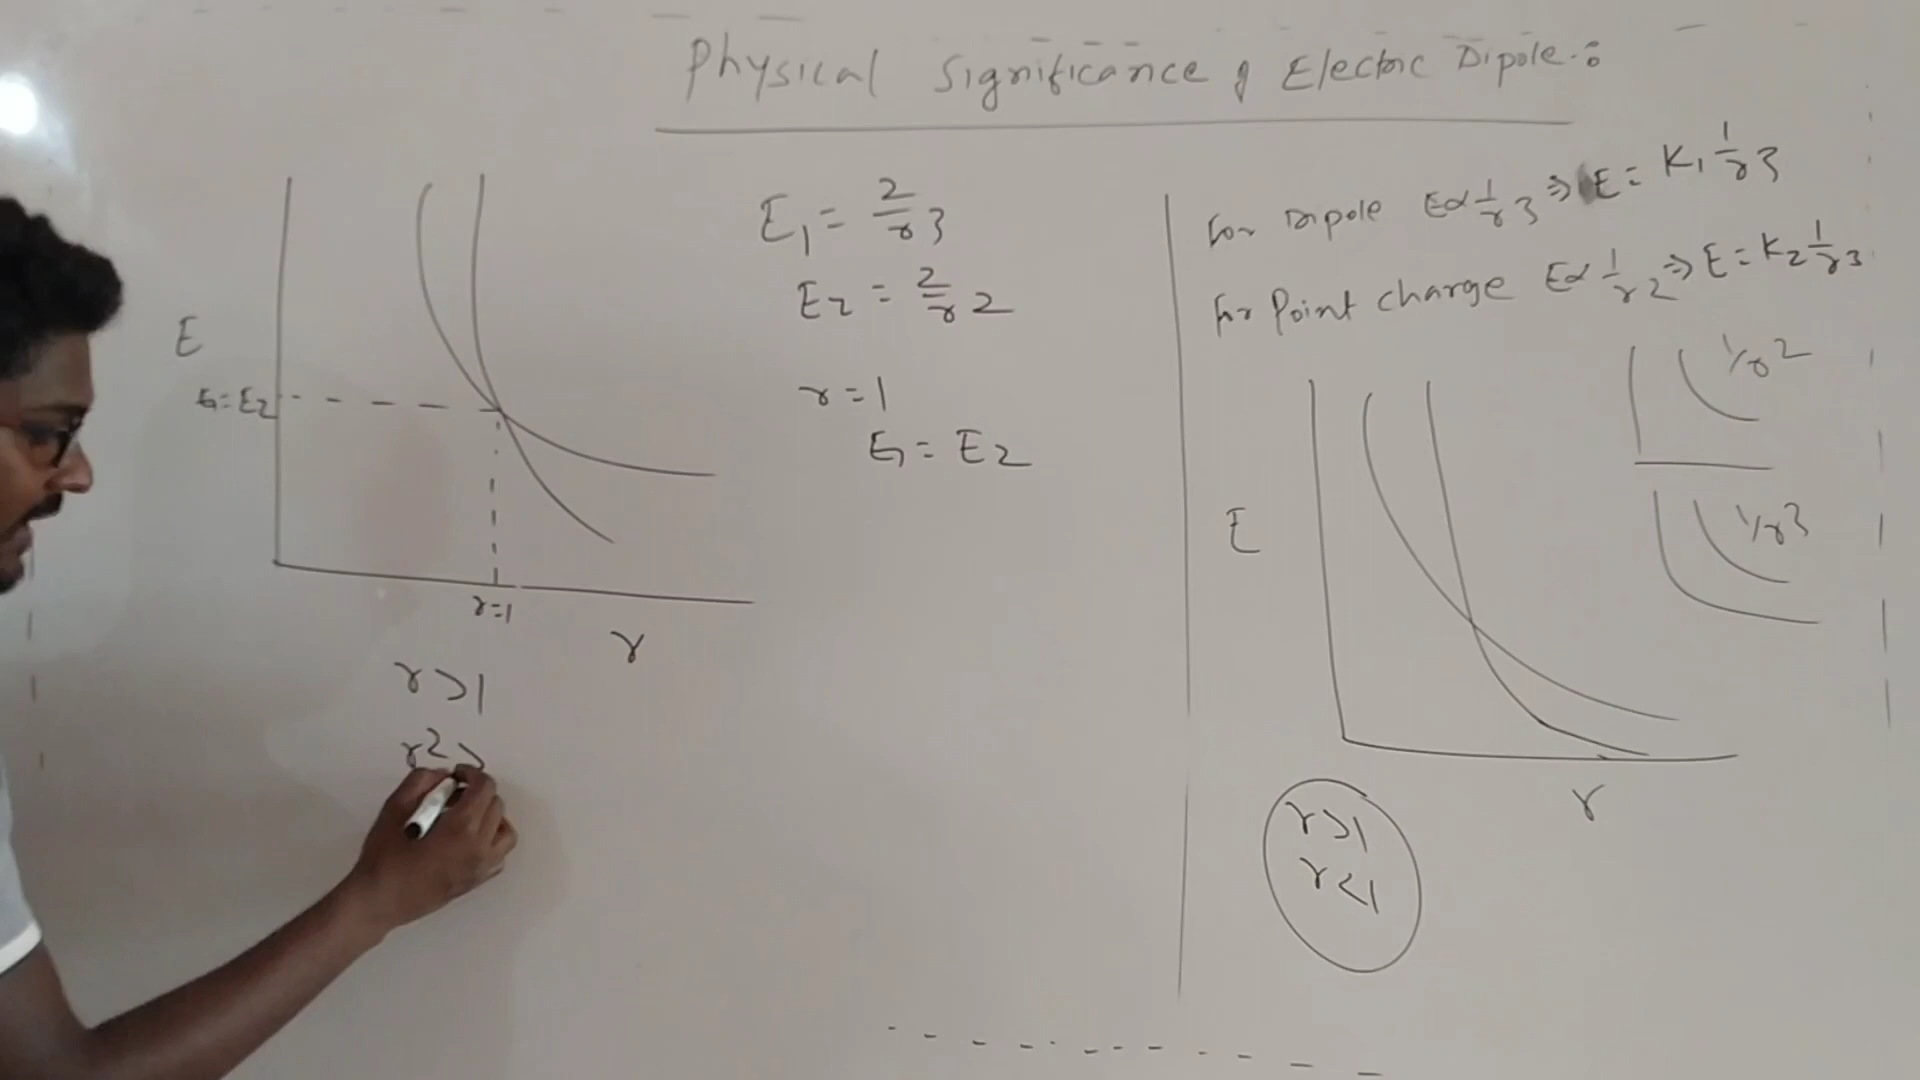 Physical Significance of Electric Dipole:
E₁ = 2/r³
E₂ = 2/r²
r = 1
E₁ = E₂
E
E₁ = E₂
r=1
r
r>1
r²>
For Dipole E∝1/r³ ⇒ E = K₁ 1/r³
For Point charge E∝1/r² ⇒ E = K₂ 1/r³
1/r²
1/r³
E
r
r>1
r<1